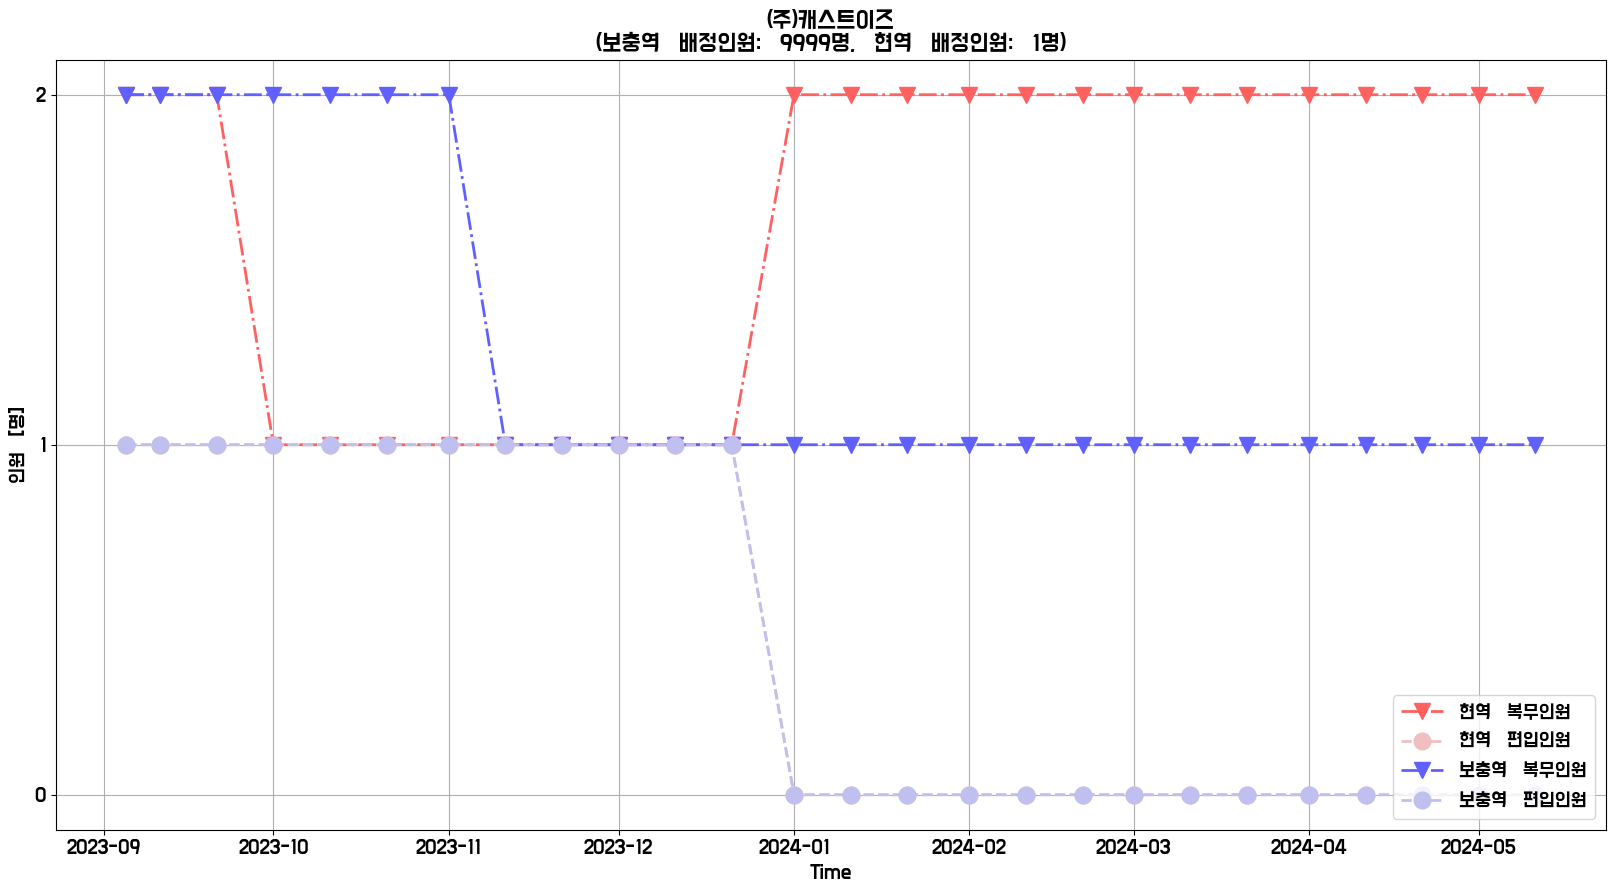 (주)캐스트이즈
(보충역 배정인원: 9999명, 현역 배정인원: 1명)
인원 [명]
2
1
0
현역 복무인원
현역 편입인원
보충역 복무인원
보충역 편입인원
2023-09 2023-10 2023-11 2023-12 2024-01 2024-02 2024-03 2024-04 2024-05
Time